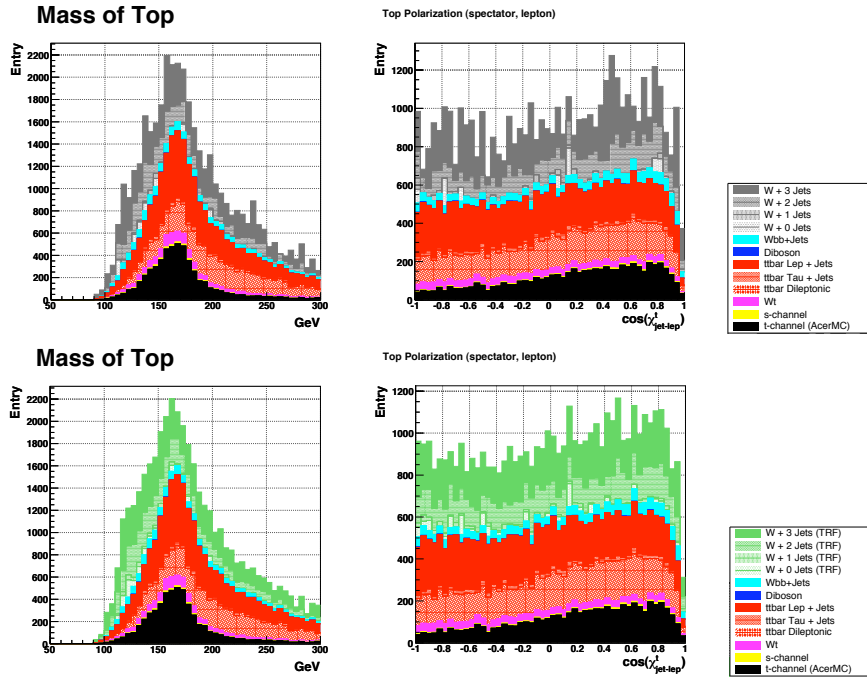 Mass of Top
Entry
2200
2000
1800
1600
1400
1200
1000
800
600
400
200
0
50
100
150
200
250
300
GeV
Top Polarization (spectator, lepton)
Entry
1200
1000
800
600
400
200
0
-1 -0.8 -0.6 -0.4 -0.2 0 0.2 0.4 0.6 0.8 1
cos(χ^t_jet-lep)
W + 3 Jets
W + 2 Jets
W + 1 Jets
W + 0 Jets
Wbb+Jets
Diboson
ttbar Lep + Jets
ttbar Tau + Jets
ttbar Dileptonic
Wt
s-channel
t-channel (AcerMC)
Mass of Top
Entry
2200
2000
1800
1600
1400
1200
1000
800
600
400
200
0
50
100
150
200
250
300
GeV
Top Polarization (spectator, lepton)
Entry
1200
1000
800
600
400
200
0
-1 -0.8 -0.6 -0.4 -0.2 0 0.2 0.4 0.6 0.8 1
cos(χ^t_jet-lep)
W + 3 Jets (TRF)
W + 2 Jets (TRF)
W + 1 Jets (TRF)
W + 0 Jets (TRF)
Wbb+Jets
Diboson
ttbar Lep + Jets
ttbar Tau + Jets
ttbar Dileptonic
Wt
s-channel
t-channel (AcerMC)